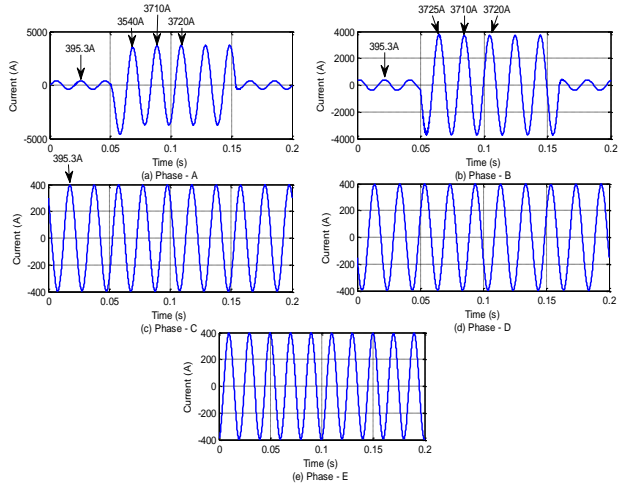 3540A 3710A 3720A
395.3A
Current (A)
5000
0
-5000
0 0.05 0.1 0.15 0.2
Time (s)
(a) Phase - A
3725A 3710A 3720A
395.3A
Current (A)
4000
2000
0
-2000
-4000
0 0.05 0.1 0.15 0.2
Time (s)
(b) Phase - B
395.3A
Current (A)
400
200
0
-200
-400
0 0.05 0.1 0.15 0.2
Time (s)
(c) Phase - C
Current (A)
400
200
0
-200
-400
0 0.05 0.1 0.15 0.2
Time (s)
(d) Phase - D
Current (A)
400
200
0
-200
-400
0 0.05 0.1 0.15 0.2
Time (s)
(e) Phase - E